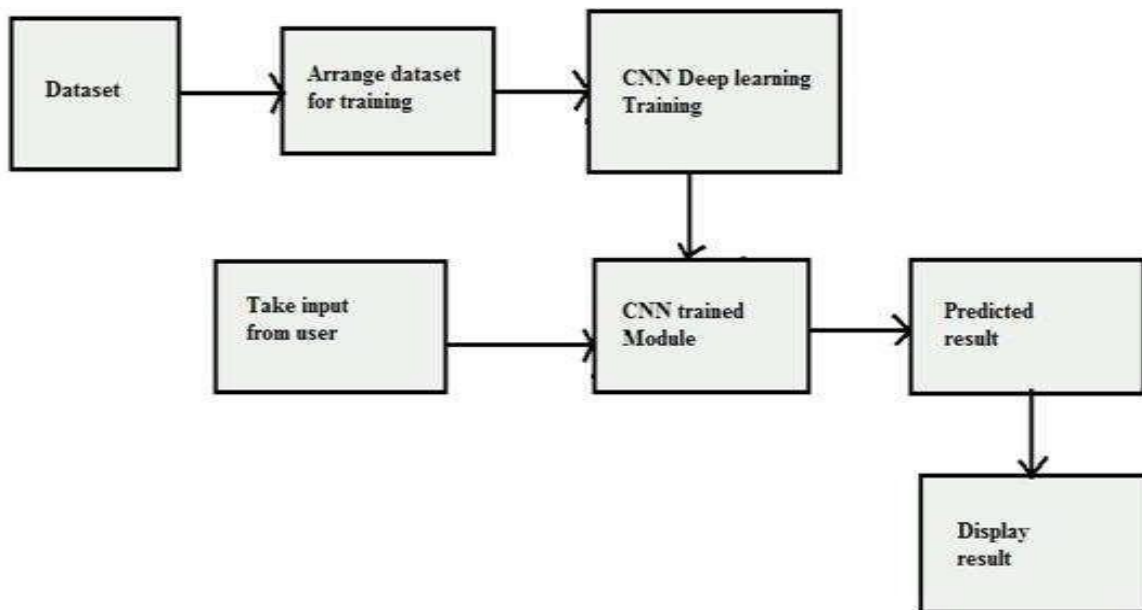 Dataset
Arrange dataset
for training
CNN Deep learning
Training
Take input
from user
CNN trained
Module
Predicted
result
Display
result